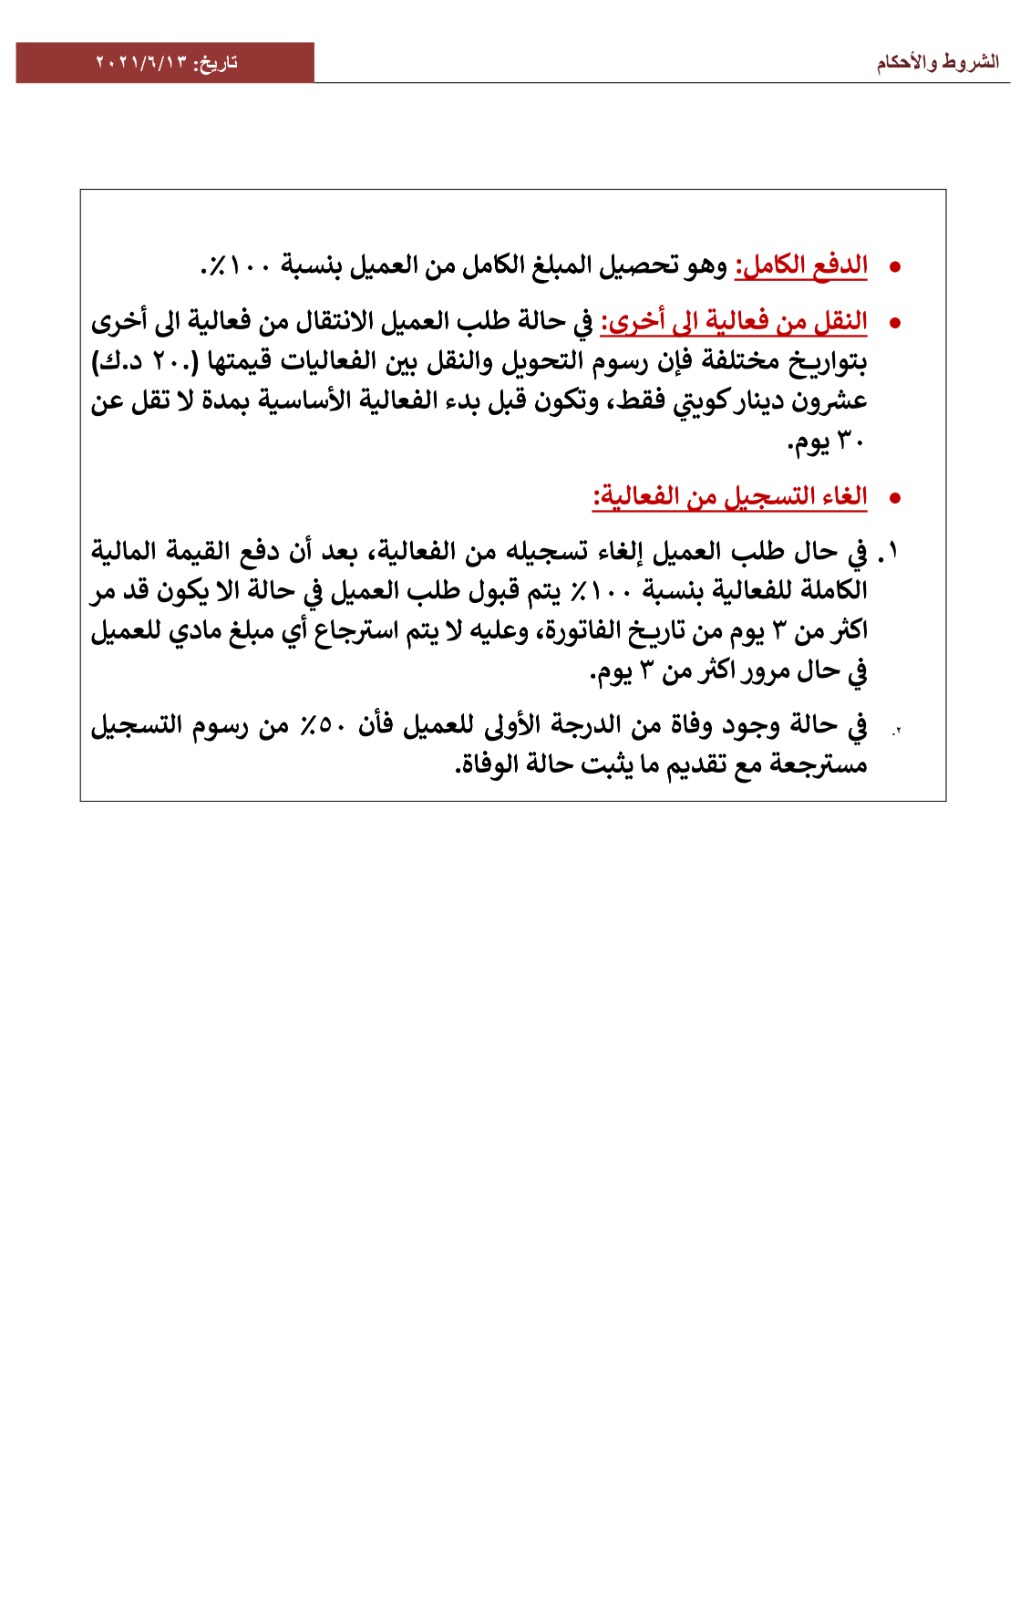 الشروط والأحكام
تاريخ: ٢٠٢١/٦/١٣
• الدفع الكامل: وهو تحصيل المبلغ الكامل من العميل بنسبة ١٠٠٪.
• النقل من فعالية الى أخرى: في حالة طلب العميل الانتقال من فعالية الى أخرى
بتواريخ مختلفة فإن رسوم التحويل والنقل بين الفعاليات قيمتها (.٢٠ د.ك)
عشرون دينار كويتي فقط، وتكون قبل بدء الفعالية الأساسية بمدة لا تقل عن
٣٠ يوم.
• الغاء التسجيل من الفعالية:
١. في حال طلب العميل إلغاء تسجيله من الفعالية، بعد أن دفع القيمة المالية
الكاملة للفعالية بنسبة ١٠٠٪ يتم قبول طلب العميل في حالة الا يكون قد مر
اكثر من ٣ يوم من تاريخ الفاتورة، وعليه لا يتم استرجاع أي مبلغ مادي للعميل
في حال مرور اكثر من ٣ يوم.
٢. في حالة وجود وفاة من الدرجة الأولى للعميل فأن ٥٠٪ من رسوم التسجيل
مسترجعة مع تقديم ما يثبت حالة الوفاة.